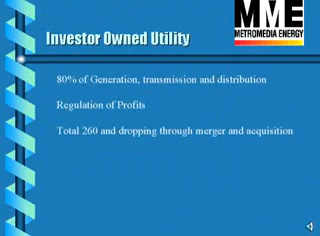 MME
METROMEDIA ENERGY
Investor Owned Utility
80% of Generation, transmission and distribution
Regulation of Profits
Total 260 and dropping through merger and acquisition